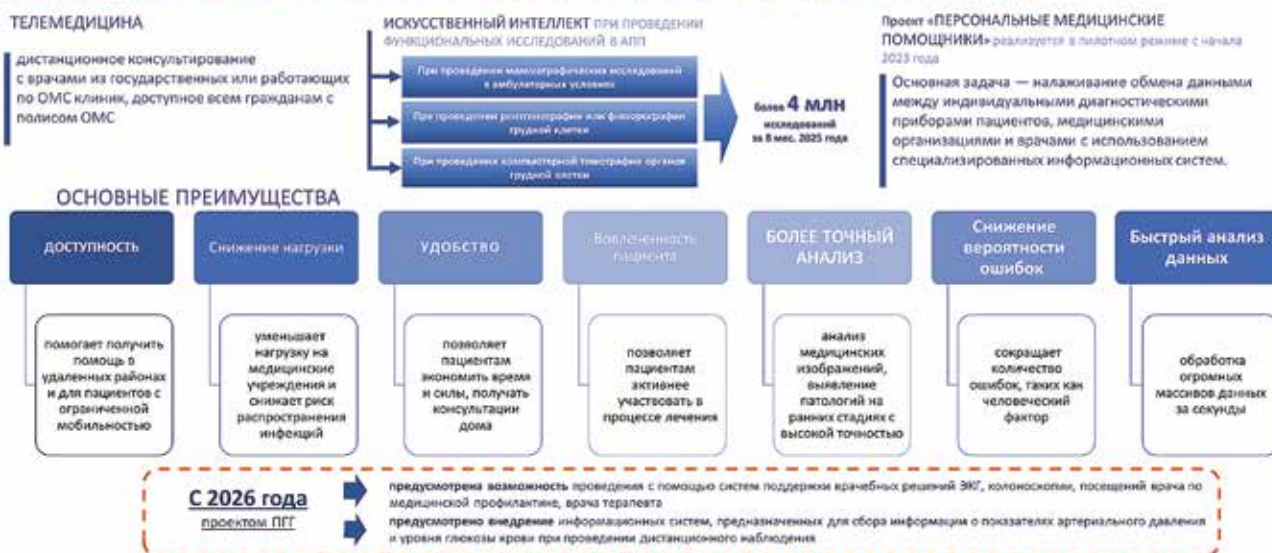 ТЕЛЕМЕДИЦИНА
дистанционное консультирование
с врачами из государственных или работающих
по ОМС клиник, доступное всем гражданам с
полисом ОМС
ИСКУССТВЕННЫЙ ИНТЕЛЛЕКТ ПРИ ПРОВЕДЕНИИ
ФУНКЦИОНАЛЬНЫХ ИССЛЕДОВАНИЙ В АПП
При проведении маммографических исследований
в амбулаторных условиях
При проведении рентгенографии или флюорографии
грудной клетки
При проведении компьютерной томографии органов
грудной клетки
более 4 МЛН
исследований
за 8 мес. 2025 года
Проект «ПЕРСОНАЛЬНЫЕ МЕДИЦИНСКИЕ
ПОМОЩНИКИ» реализуется в пилотном режиме с начала
2023 года
Основная задача — налаживание обмена данными
между индивидуальными диагностическими
приборами пациентов, медицинскими
организациями и врачами с использованием
специализированных информационных систем.
ОСНОВНЫЕ ПРЕИМУЩЕСТВА
ДОСТУПНОСТЬ
помогает получить
помощь в
удаленных районах
и для пациентов с
ограниченной
мобильностью
Снижение нагрузки
уменьшает
нагрузку на
медицинские
учреждения и
снижает риск
распространения
инфекций
УДОБСТВО
позволяет
пациентам
экономить время
и силы, получать
консультации
дома
Вовлеченность
пациента
позволяет
пациентам
активнее
участвовать в
процессе лечения
БОЛЕЕ ТОЧНЫЙ
АНАЛИЗ
анализ
медицинских
изображений,
выявление
патологий на
ранних стадиях с
высокой точностью
Снижение
вероятности
ошибок
сокращает
количество
ошибок, таких как
человеческий
фактор
Быстрый анализ
данных
обработка
огромных
массивов данных
за секунды
С 2026 года
проектом ПГГ
предусмотрена возможность проведения с помощью систем поддержки врачебных решений ЭКГ, колоноскопии, посещений врача по
медицинской профилактике, врача терапевта
предусмотрено внедрение информационных систем, предназначенных для сбора информации о показателях артериального давления
и уровня глюкозы крови при проведении дистанционного наблюдения